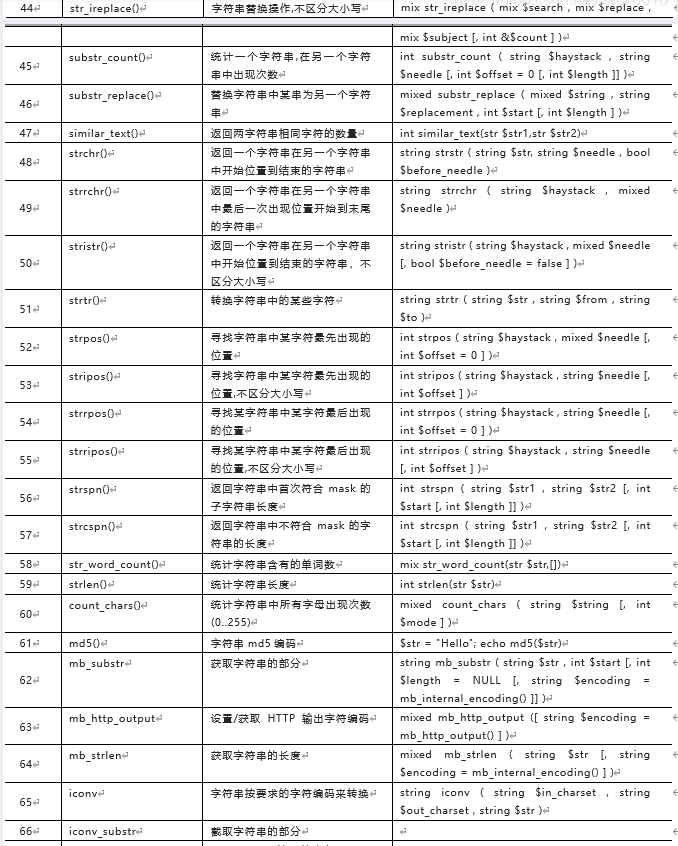 44 str_ireplace() 字符串替换操作,不区分大小写 mix str_ireplace ( mix $search , mix $replace ,
mix $subject [, int &$count ] )
45 substr_count() 统计一个字符串,在另一个字符 int substr_count ( string $haystack , string
串中出现次数 $needle [, int $offset = 0 [, int $length ]] )
46 substr_replace() 替换字符串中某串为另一个字符 mixed substr_replace ( mixed $string , string
串 $replacement , int $start [, int $length ] )
47 similar_text() 返回两字符串相同字符的数量 int similar_text(str $str1,str $str2)
48 strchr() 返回一个字符串在另一个字符串 string strstr ( string $str, string $needle , bool
中开始位置到结束的字符串 $before_needle )
49 strrchr() 返回一个字符串在另一个字符串 string strrchr ( string $haystack , mixed
中最后一次出现位置开始到末尾 $needle )
的字符串
50 stristr() 返回一个字符串在另一个字符串 string stristr ( string $haystack , mixed $needle
中开始位置到结束的字符串，不 [, bool $before_needle = false ] )
区分大小写
51 strtr() 转换字符串中的某些字符 string strtr ( string $str , string $from , string
$to )
52 strpos() 寻找字符串中某字符最先出现的 int strpos ( string $haystack , mixed $needle [,
位置 int $offset = 0 ] )
53 stripos() 寻找字符串中某字符最先出现的 int stripos ( string $haystack , string $needle [,
位置,不区分大小写 int $offset ] )
54 strrpos() 寻找某字符串中某字符最后出现 int strrpos ( string $haystack , string $needle [,
的位置 int $offset = 0 ] )
55 strripos() 寻找某字符串中某字符最后出现 int strripos ( string $haystack , string $needle
的位置,不区分大小写 [, int $offset ] )
56 strspn() 返回字符串中首次符合 mask 的 int strspn ( string $str1 , string $str2 [, int
子字符串长度 $start [, int $length ]] )
57 strcspn() 返回字符串中不符合 mask 的字 int strcspn ( string $str1 , string $str2 [, int
符串的长度 $start [, int $length ]] )
58 str_word_count() 统计字符串含有的单词数 mix str_word_count(str $str,[])
59 strlen() 统计字符串长度 int strlen(str $str)
60 count_chars() 统计字符串中所有字母出现次数 mixed count_chars ( string $string [, int
(0..255) $mode ] )
61 md5() 字符串 md5 编码 $str = "Hello"; echo md5($str)
62 mb_substr 获取字符串的部分 string mb_substr ( string $str , int $start [, int
$length = NULL [, string $encoding =
mb_internal_encoding() ]] )
63 mb_http_output 设置/获取 HTTP 输出字符编码 mixed mb_http_output ([ string $encoding =
mb_http_output() ] )
64 mb_strlen 获取字符串的长度 mixed mb_strlen ( string $str [, string
$encoding = mb_internal_encoding() ] )
65 iconv 字符串按要求的字符编码来转换 string iconv ( string $in_charset , string
$out_charset , string $str )
66 iconv_substr 截取字符串的部分